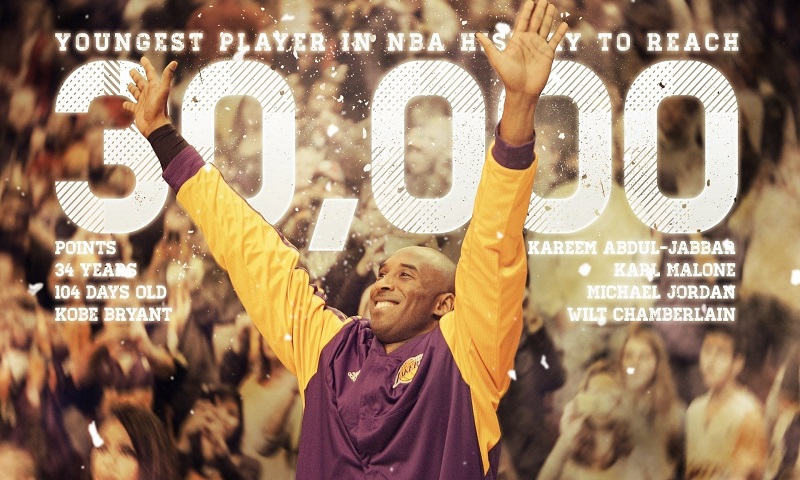 YOUNGEST PLAYER IN NBA HISTORY TO REACH
30,000
POINTS
34 YEARS
104 DAYS OLD
KOBE BRYANT
KAREEM ABDUL-JABBAR
KARL MALONE
MICHAEL JORDAN
WILT CHAMBERLAIN